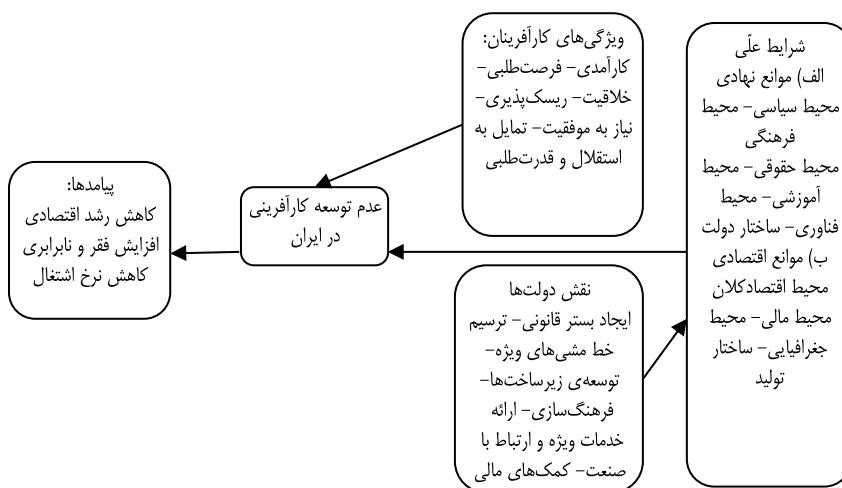 شرایط علّی
الف) موانع نهادی
محیط سیاسی- محیط
فرهنگی
محیط حقوقی- محیط
آموزشی- محیط
فناوری- ساختار دولت
ب) موانع اقتصادی
محیط اقتصادکلان
محیط مالی- محیط
جغرافیایی- ساختار
تولید
ویژگی‌های کارآفرینان:
کارآمدی- فرصت‌طلبی-
خلاقیت- ریسک‌پذیری-
نیاز به موفقیت- تمایل به
استقلال و قدرت‌طلبی
نقش دولت‌ها
ایجاد بستر قانونی- ترسیم
خط مشی‌های ویژه-
توسعه‌ی زیرساخت‌ها-
فرهنگ‌سازی- ارائه
خدمات ویژه و ارتباط با
صنعت- کمک‌های مالی
عدم توسعه کارآفرینی
در ایران
پیامدها:
کاهش رشد اقتصادی
افزایش فقر و نابرابری
کاهش نرخ اشتغال